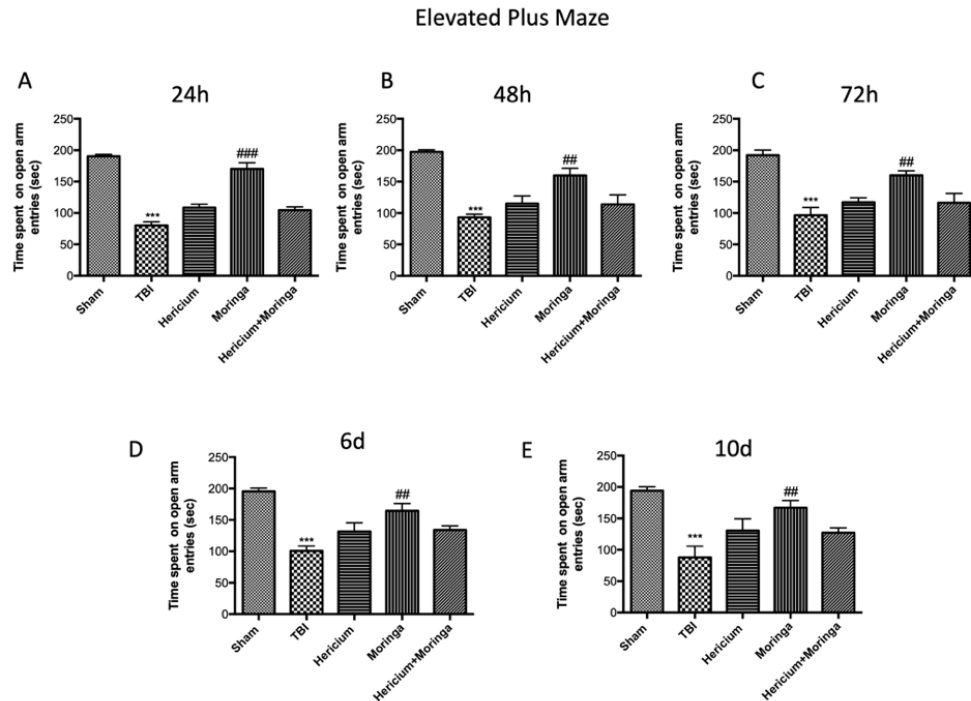 Elevated Plus Maze
A
24h
Time spent on open arm
entries (sec)
250
200
150
100
50
0
***
###
Sham
TBI
Hericium
Moringa
Hericium+Moringa
B
48h
Time spent on open arm
entries (sec)
250
200
150
100
50
0
***
##
Sham
TBI
Hericium
Moringa
Hericium+Moringa
C
72h
Time spent on open arm
entries (sec)
250
200
150
100
50
0
***
##
Sham
TBI
Hericium
Moringa
Hericium+Moringa
D
6d
Time spent on open arm
entries (sec)
250
200
150
100
50
0
***
##
Sham
TBI
Hericium
Moringa
Hericium+Moringa
E
10d
Time spent on open arm
entries (sec)
250
200
150
100
50
0
***
##
Sham
TBI
Hericium
Moringa
Hericium+Moringa